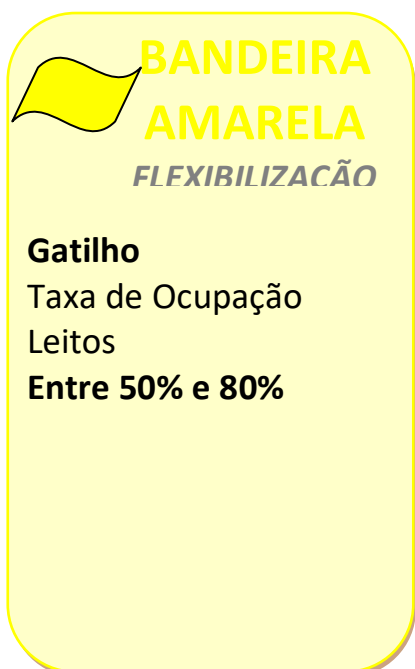 BANDEIRA
AMARELA
FLEXIBILIZAÇÃO
Gatilho
Taxa de Ocupação
Leitos
Entre 50% e 80%